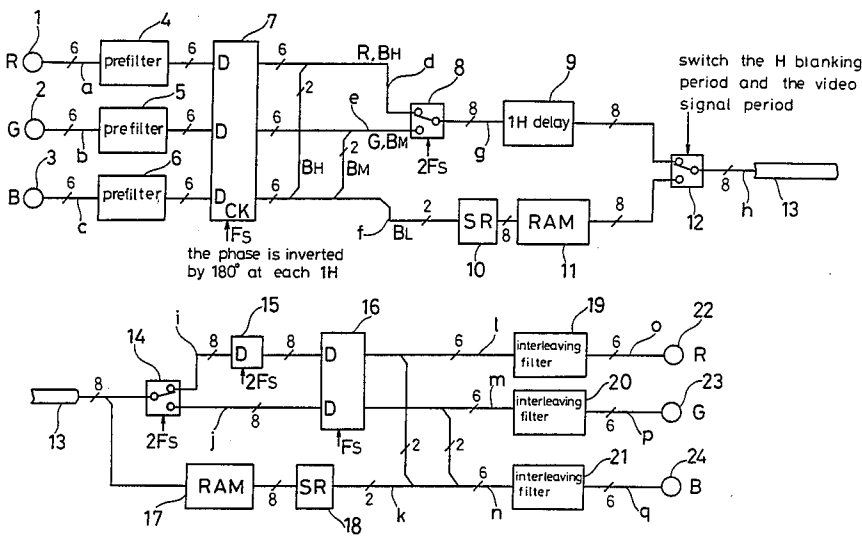 1 4 7
R 6 prefilter 6 D 6 R,BH d 8 9
a 2
2 5 e 8 8
G 6 prefilter 6 D 6 G,BM 2FS g 1H delay
b 2
3 6 BH BM
B 6 prefilter 6 D 6
c CK
FS
the phase is inverted
by 180° at each 1H
f BL 2 SR 8 RAM 8
10 11
switch the H blanking
period and the video
signal period
12 8 h 13
i 15 16 19 22
14 8 D 8 D 6 l interleaving
filter 6 o R
2FS
13 8 2FS j 8 D m 6 20 23
interleaving
filter 6 p G
FS 2 2
21 24
17 RAM 8 SR 18 2 k 6 n interleaving
filter 6 q B